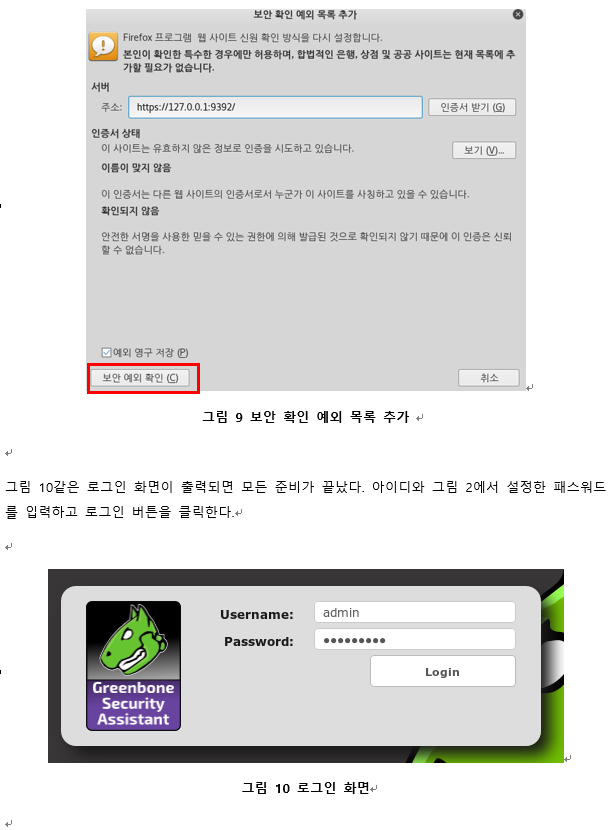 보안 확인 예외 목록 추가
Firefox 프로그램 웹 사이트 신원 확인 방식을 다시 설정합니다.
본인이 확인한 특수한 경우에만 허용하며, 합법적인 은행, 상점 및 공공 사이트는 현재 목록에 추
가할 필요가 없습니다.
서버
주소: https://127.0.0.1:9392/ 인증서 받기 (G)
인증서 상태
이 사이트는 유효하지 않은 정보로 인증을 시도하고 있습니다. 보기 (V)...
이름이 맞지 않음
이 인증서는 다른 웹 사이트의 인증서로서 누군가 이 사이트를 사칭하고 있을 수 있습니다.
확인되지 않음
안전한 서명을 사용한 믿을 수 있는 권한에 의해 발급된 것으로 확인되지 않기 때문에 이 인증은 신뢰
할 수 없습니다.
예외 영구 저장 (P)
보안 예외 확인 (C) 취소
그림 9 보안 확인 예외 목록 추가
그림 10같은 로그인 화면이 출력되면 모든 준비가 끝났다. 아이디와 그림 2에서 설정한 패스워드
를 입력하고 로그인 버튼을 클릭한다.
Username: admin
Password: ●●●●●●●●●
Login
Greenbone
Security
Assistant
그림 10 로그인 화면